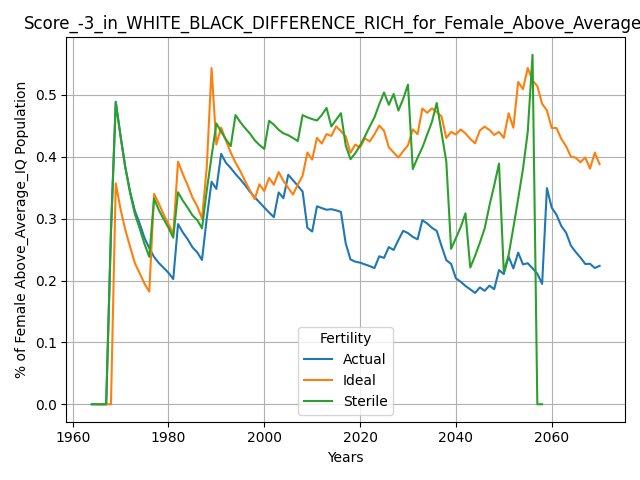 Score_-3_in_WHITE_BLACK_DIFFERENCE_RICH_for_Female_Above_Average
% of Female Above_Average_IQ Population
0.5
0.4
0.3
0.2
0.1
0.0
Fertility
Actual
Ideal
Sterile
1960
1980
2000
2020
2040
2060
Years